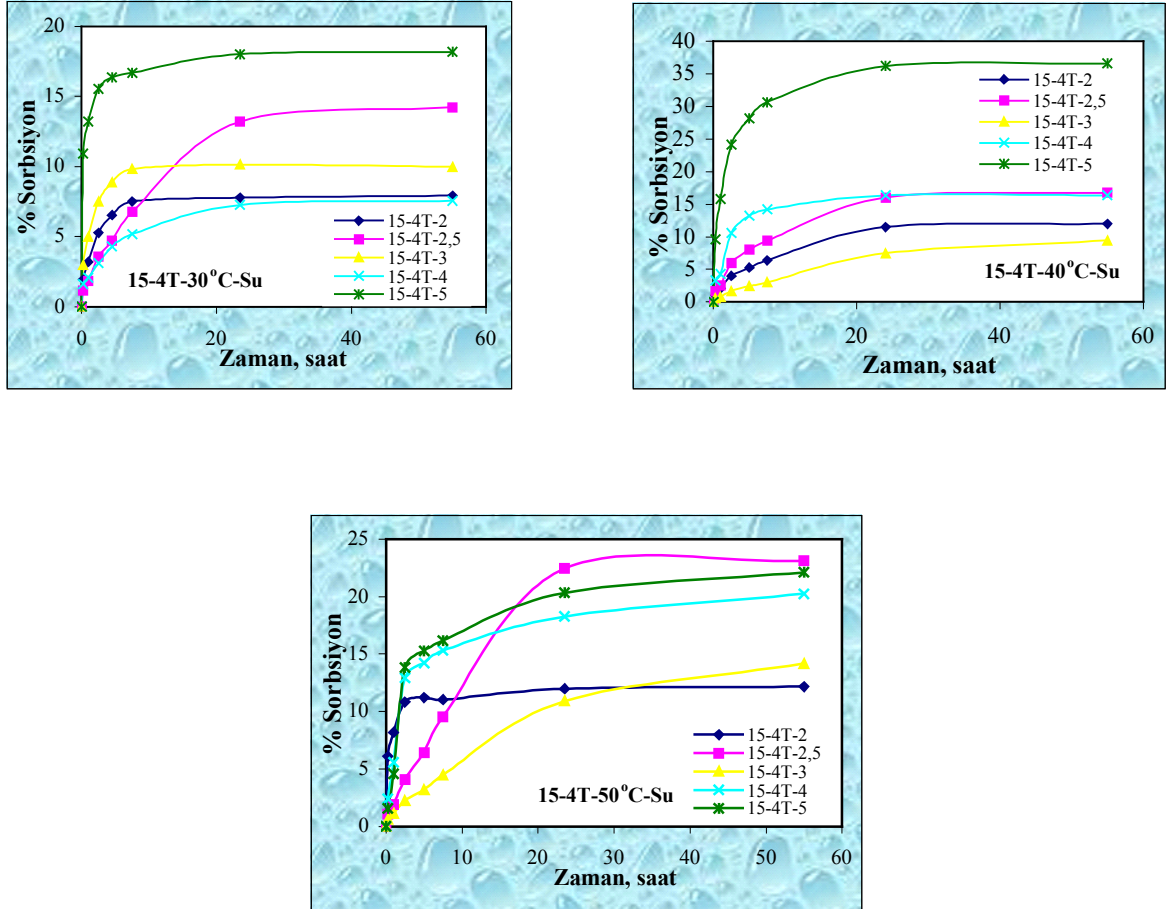 20
15
10
5
0
% Sorbsiyon
15-4T-2
15-4T-2,5
15-4T-3
15-4T-4
15-4T-5
15-4T-30°C-Su
0 20 40 60
Zaman, saat
40
35
30
25
20
15
10
5
0
% Sorbsiyon
15-4T-2
15-4T-2,5
15-4T-3
15-4T-4
15-4T-5
15-4T-40°C-Su
0 20 40 60
Zaman, saat
25
20
15
10
5
0
% Sorbsiyon
15-4T-2
15-4T-2,5
15-4T-3
15-4T-4
15-4T-5
15-4T-50°C-Su
0 10 20 30 40 50 60
Zaman, saat